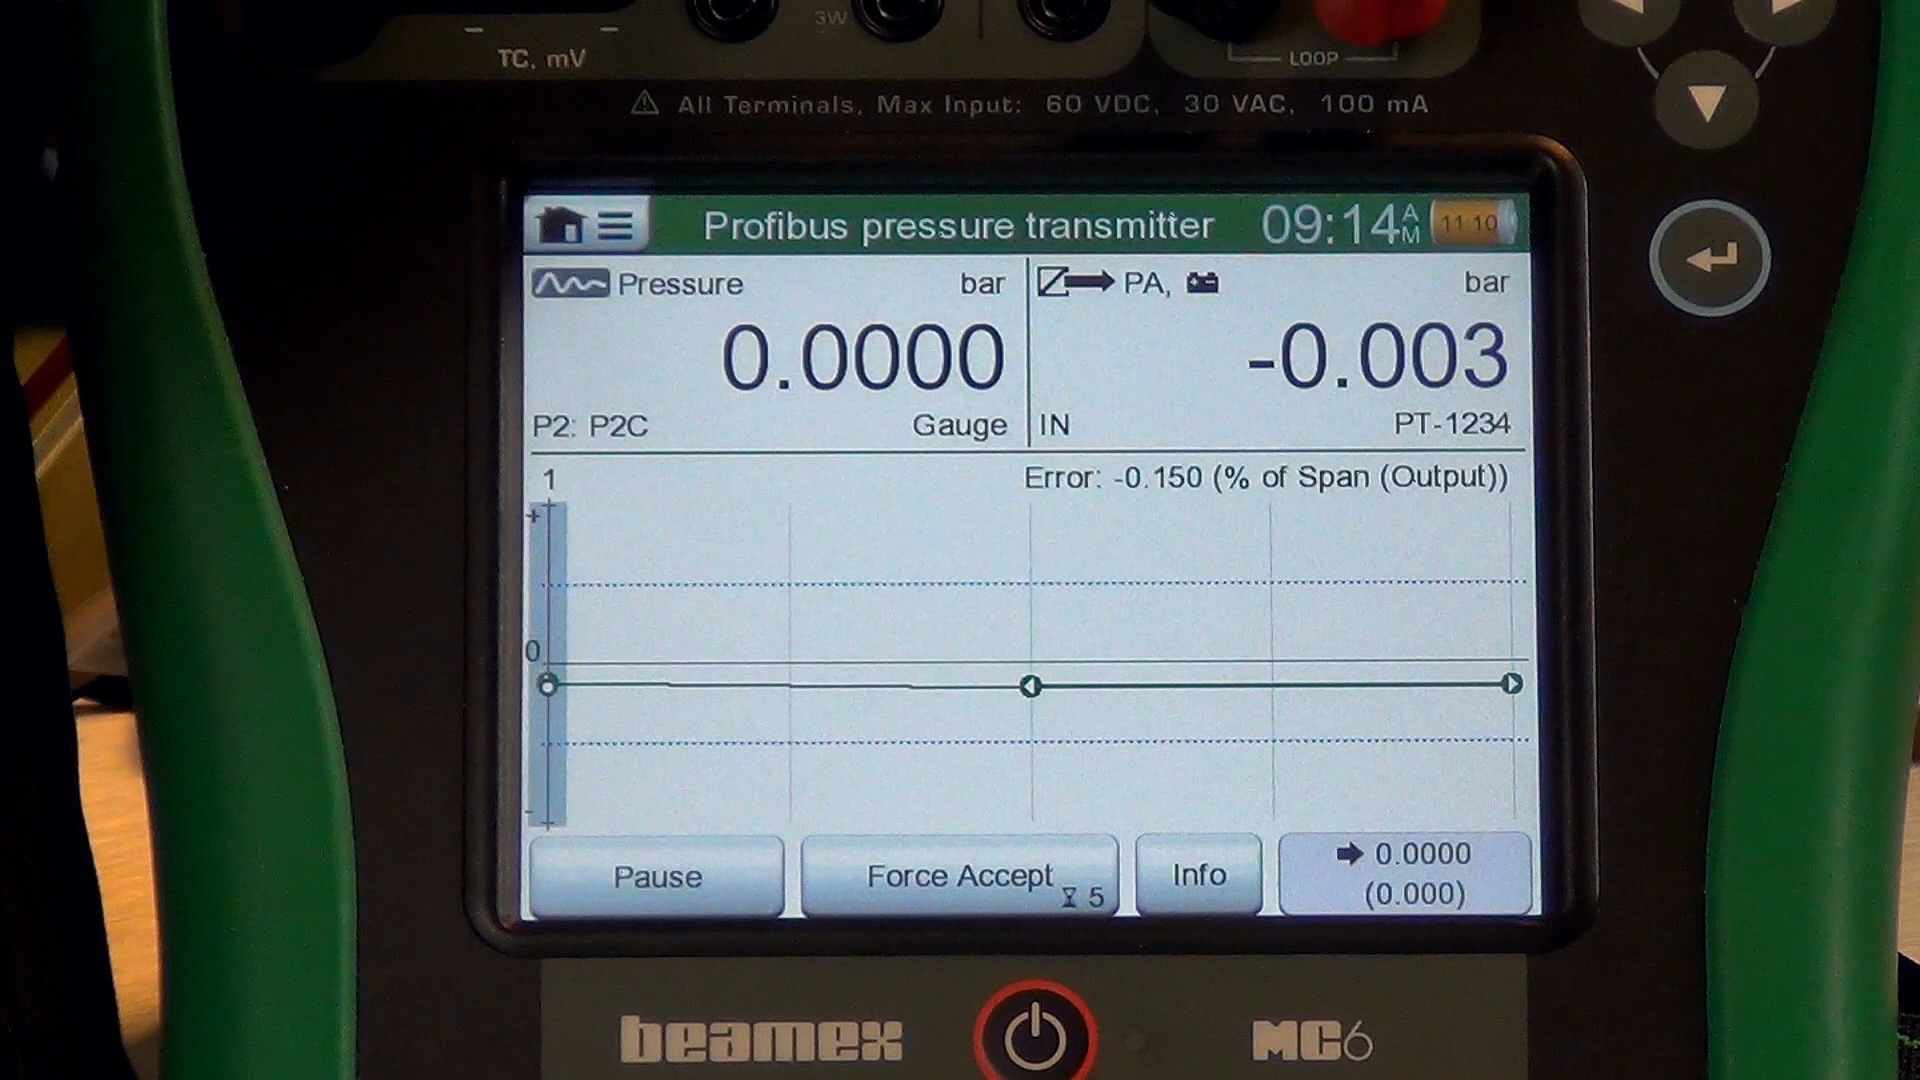 3W
TC, mV
LOOP
⚠ All Terminals, Max Input: 60 VDC, 30 VAC, 100 mA
Profibus pressure transmitter 09:14 AM 11:10
Pressure bar
PA, bar
0.0000
-0.003
P2: P2C Gauge
IN PT-1234
1 Error: -0.150 (% of Span (Output))
+
0
-
Pause
Force Accept 5
Info
0.0000
(0.000)
beamex
MC6